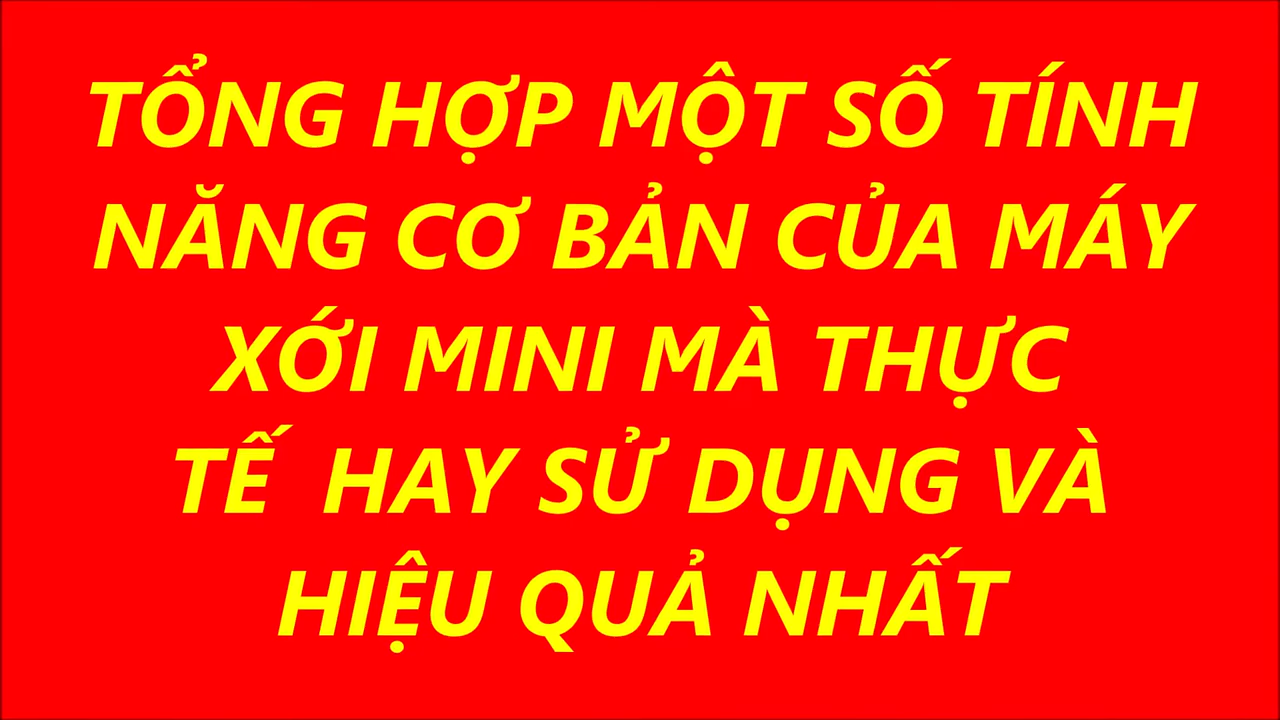 TỔNG HỢP MỘT SỐ TÍNH
NĂNG CƠ BẢN CỦA MÁY
XỚI MINI MÀ THỰC
TẾ  HAY SỬ DỤNG VÀ
HIỆU QUẢ NHẤT